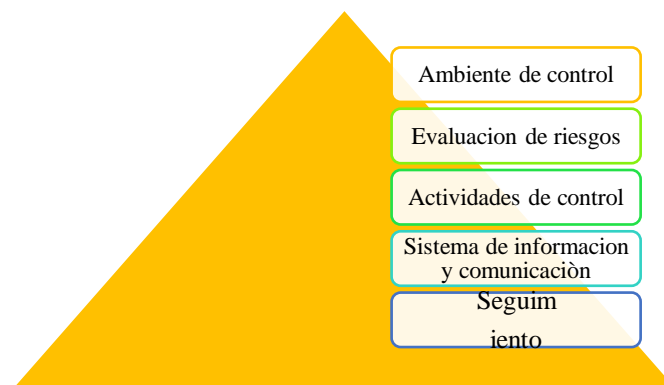 Ambiente de control
Evaluacion de riesgos
Actividades de control
Sistema de informacion
y comunicaciòn
Seguim
iento